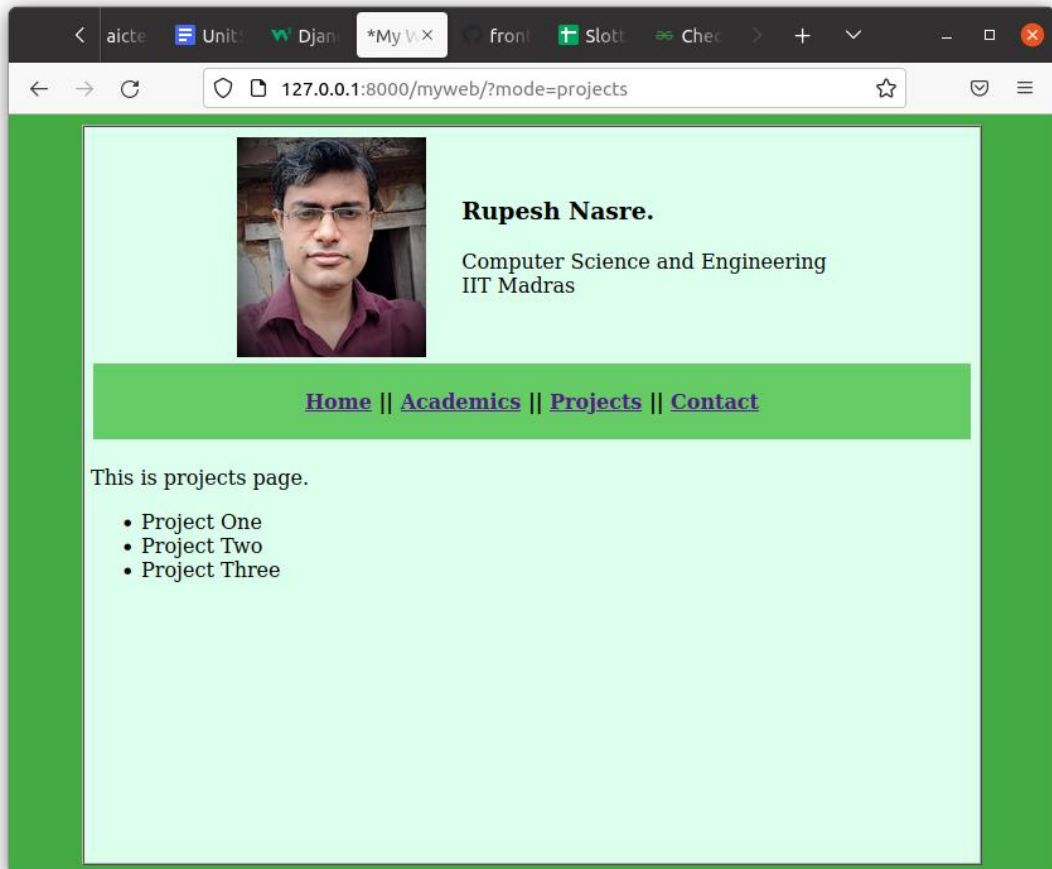 aicte
Unit
Djan
*My W
front
Slott
Chec
127.0.0.1:8000/myweb/?mode=projects
Rupesh Nasre.
Computer Science and Engineering
IIT Madras
Home || Academics || Projects || Contact
This is projects page.
• Project One
• Project Two
• Project Three